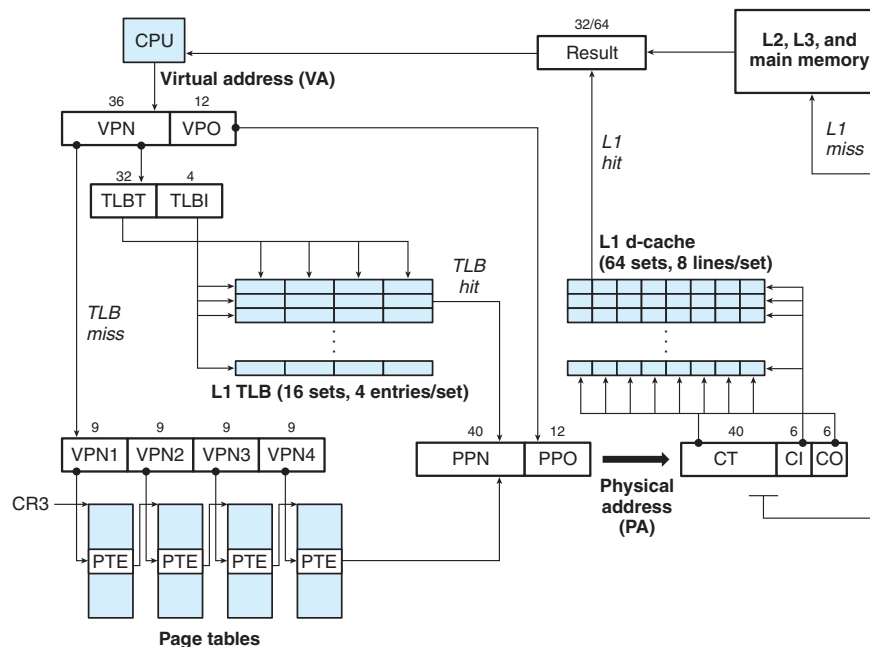 CPU
32/64
Result
L2, L3, and
main memory
Virtual address (VA)
36
12
VPN
VPO
L1
hit
L1
miss
32
4
TLBT
TLBI
TLB
miss
TLB
hit
L1 d-cache
(64 sets, 8 lines/set)
L1 TLB (16 sets, 4 entries/set)
9
9
9
9
VPN1
VPN2
VPN3
VPN4
40
12
PPN
PPO
40
6
6
CT
CI
CO
Physical
address
(PA)
CR3
PTE
PTE
PTE
PTE
Page tables